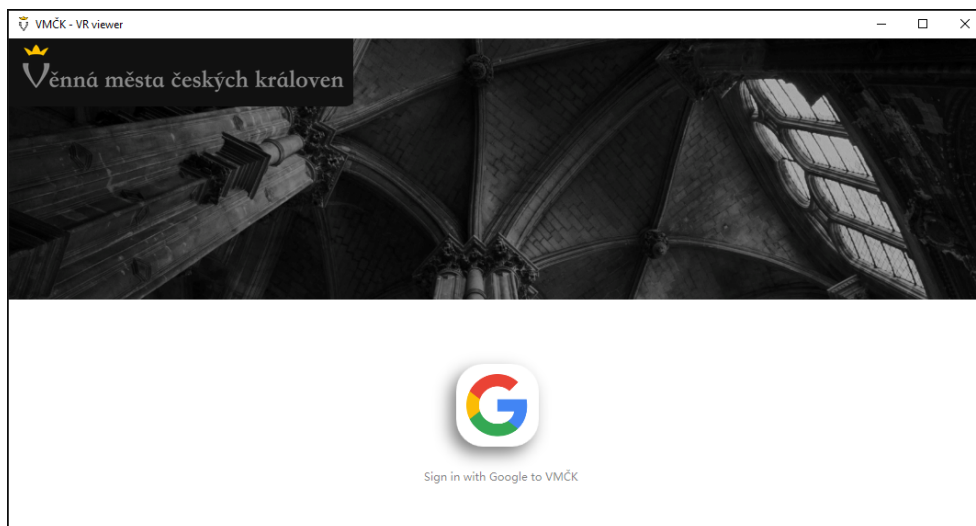 VMČK - VR viewer
Věnná města českých královen
Sign in with Google to VMČK